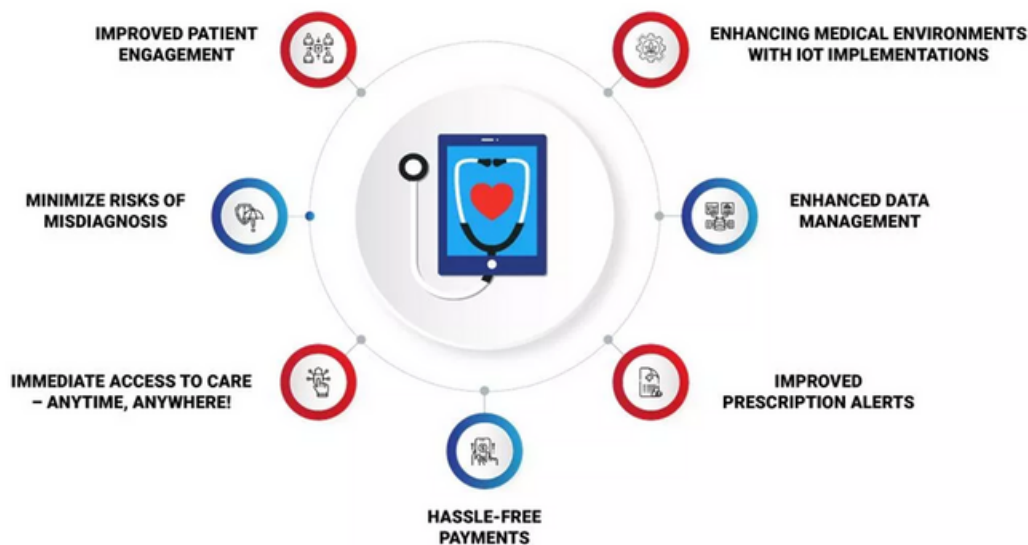 IMPROVED PATIENT
ENGAGEMENT
ENHANCING MEDICAL ENVIRONMENTS
WITH IOT IMPLEMENTATIONS
MINIMIZE RISKS OF
MISDIAGNOSIS
ENHANCED DATA
MANAGEMENT
IMMEDIATE ACCESS TO CARE
– ANYTIME, ANYWHERE!
IMPROVED
PRESCRIPTION ALERTS
HASSLE-FREE
PAYMENTS